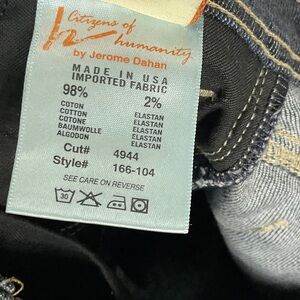 Citizens of
humanity
by Jerome Dahan
MADE IN USA
IMPORTED FABRIC
98% 2%
COTON ELASTAN
COTTON ELASTAN
COTONE ELASTAN
BAUMWOLLE ELASTAN
ALGODON ELASTAN
Cut# 4944
Style# 166-104
SEE CARE ON REVERSE
30